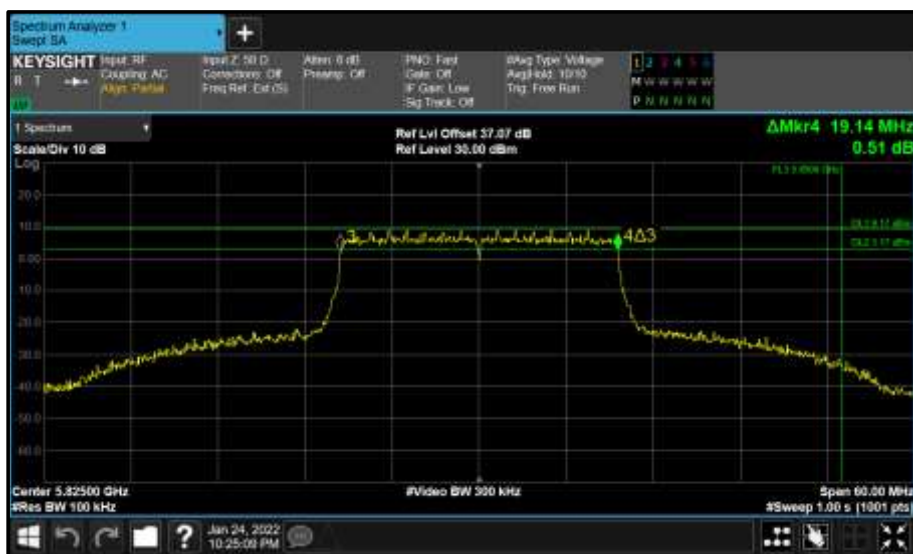 Spectrum Analyzer 1
Swept SA
+
KEYSIGHT
R T
Input: RF
Coupling: AC
Align: Partial
Input Z: 50 Ω
Corrections: Off
Freq Ref: Ext (S)
Atten: 0 dB
Preamp: Off
PNO: Fast
Gate: Off
IF Gain: Low
Sig Track: Off
#Avg Type: Voltage
Avg|Hold: 10/10
Trig: Free Run
1 2 3 4 5 6
M W W W W W
P N N N N N
1 Spectrum
Scale/Div 10 dB
Ref Lvl Offset 37.07 dB
Ref Level 30.00 dBm
ΔMkr4 19.14 MHz
0.51 dB
Log
20.0
10.0
0.00
-10.0
-20.0
-30.0
-40.0
-50.0
-60.0
3
4Δ3
Center 5.82500 GHz
#Res BW 100 kHz
#Video BW 300 kHz
Span 60.00 MHz
#Sweep 1.00 s (1001 pts)
?
Jan 24, 2022
10:25:09 PM